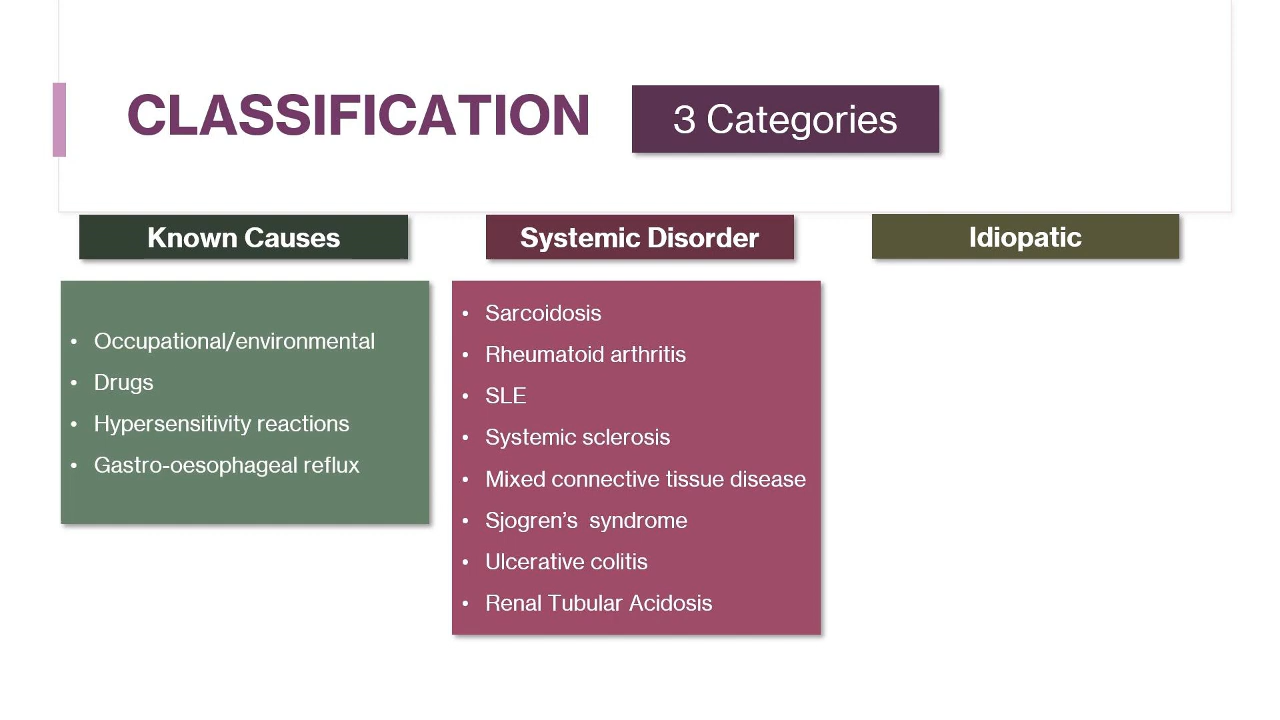 CLASSIFICATION
3 Categories
Known Causes
• Occupational/environmental
• Drugs
• Hypersensitivity reactions
• Gastro-oesophageal reflux
Systemic Disorder
• Sarcoidosis
• Rheumatoid arthritis
• SLE
• Systemic sclerosis
• Mixed connective tissue disease
• Sjogren’s  syndrome
• Ulcerative colitis
• Renal Tubular Acidosis
Idiopatic